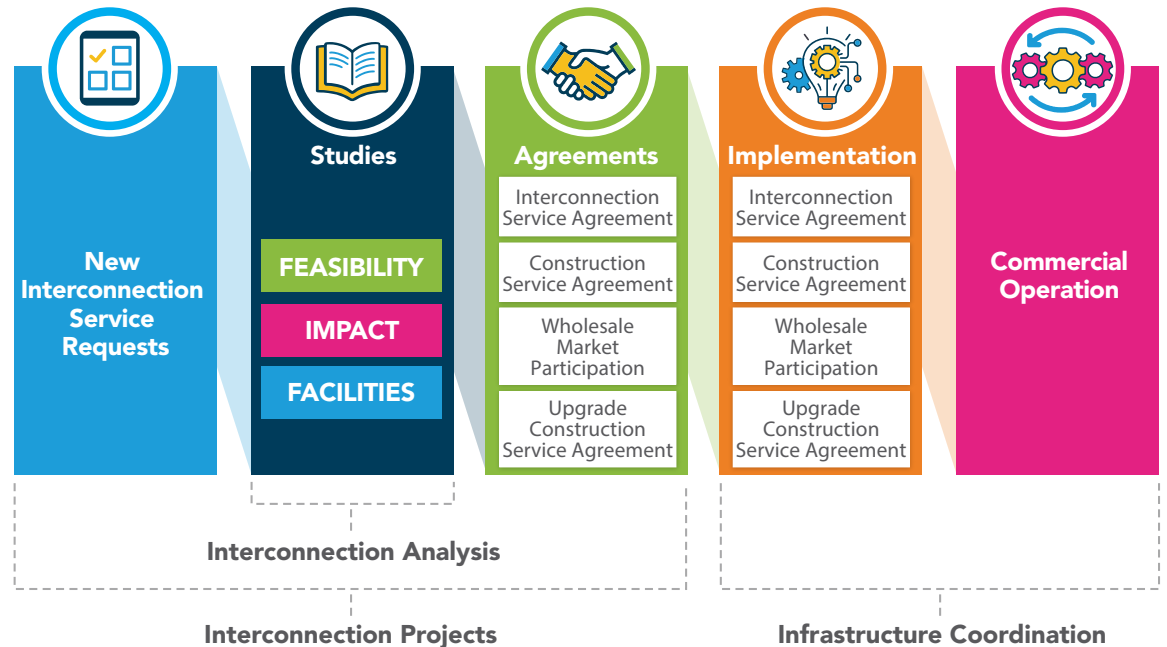 New
Interconnection
Service
Requests
Studies
FEASIBILITY
IMPACT
FACILITIES
Agreements
Interconnection
Service Agreement
Construction
Service Agreement
Wholesale
Market
Participation
Upgrade
Construction
Service Agreement
Implementation
Interconnection
Service Agreement
Construction
Service Agreement
Wholesale
Market
Participation
Upgrade
Construction
Service Agreement
Commercial
Operation
Interconnection Analysis
Interconnection Projects
Infrastructure Coordination